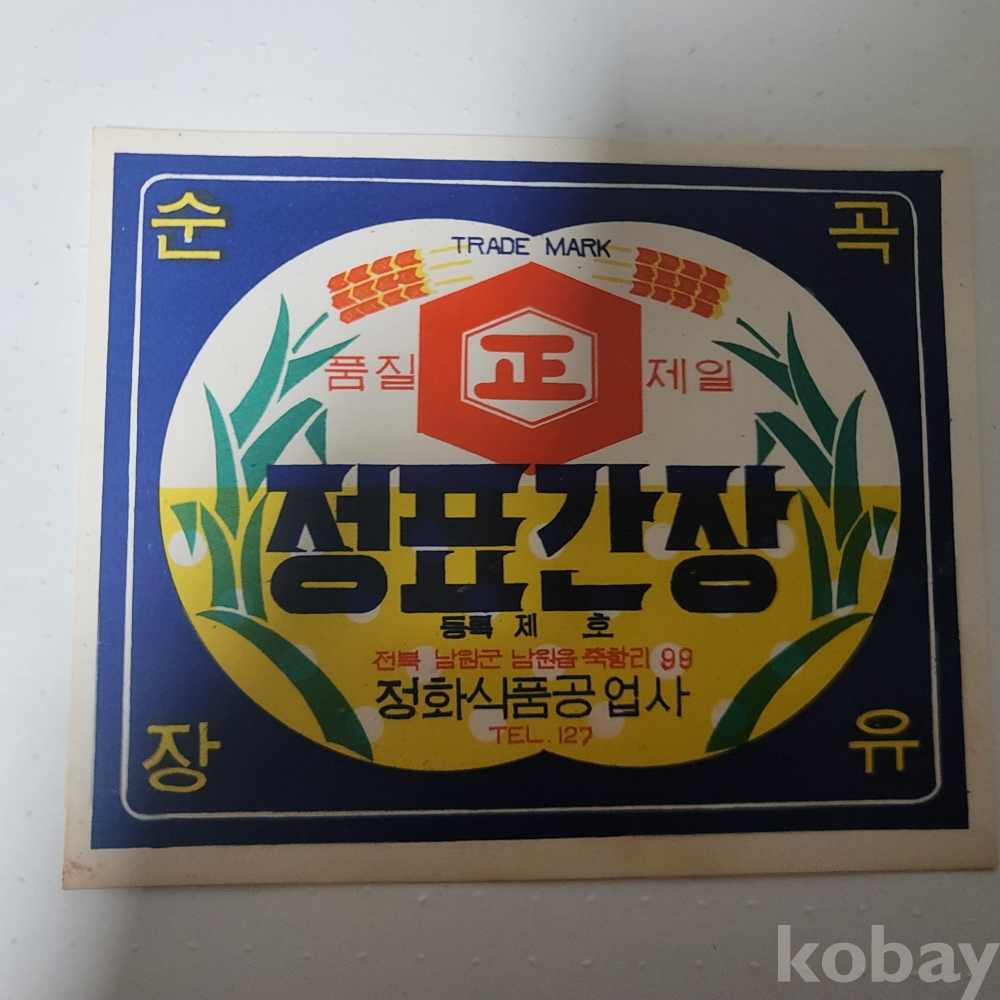 순 곡
TRADE MARK
正
품질 제일
정표간장
등록 제 호
전북 남원군 남원읍 죽항리 99
정화식품공업사
TEL. 127
장 유
kobay